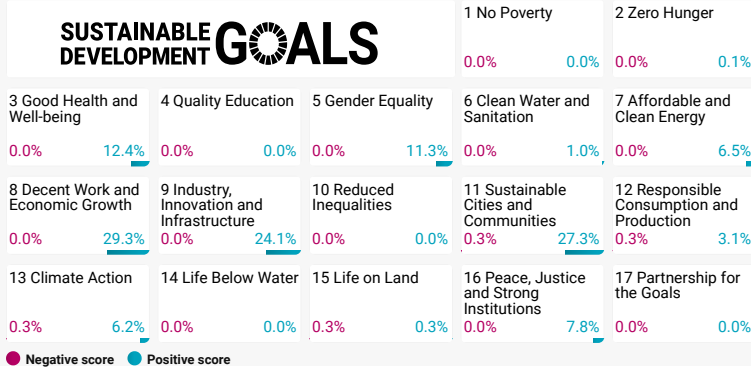 SUSTAINABLE
DEVELOPMENT
GOALS
1 No Poverty
0.0% 0.0%
2 Zero Hunger
0.0% 0.1%
3 Good Health and
Well-being
0.0% 12.4%
4 Quality Education
0.0% 0.0%
5 Gender Equality
0.0% 11.3%
6 Clean Water and
Sanitation
0.0% 1.0%
7 Affordable and
Clean Energy
0.0% 6.5%
8 Decent Work and
Economic Growth
0.0% 29.3%
9 Industry,
Innovation and
Infrastructure
0.0% 24.1%
10 Reduced
Inequalities
0.0% 0.0%
11 Sustainable
Cities and
Communities
0.3% 27.3%
12 Responsible
Consumption and
Production
0.3% 3.1%
13 Climate Action
0.3% 6.2%
14 Life Below Water
0.0% 0.0%
15 Life on Land
0.3% 0.3%
16 Peace, Justice
and Strong
Institutions
0.0% 7.8%
17 Partnership for
the Goals
0.0% 0.0%
Negative score Positive score